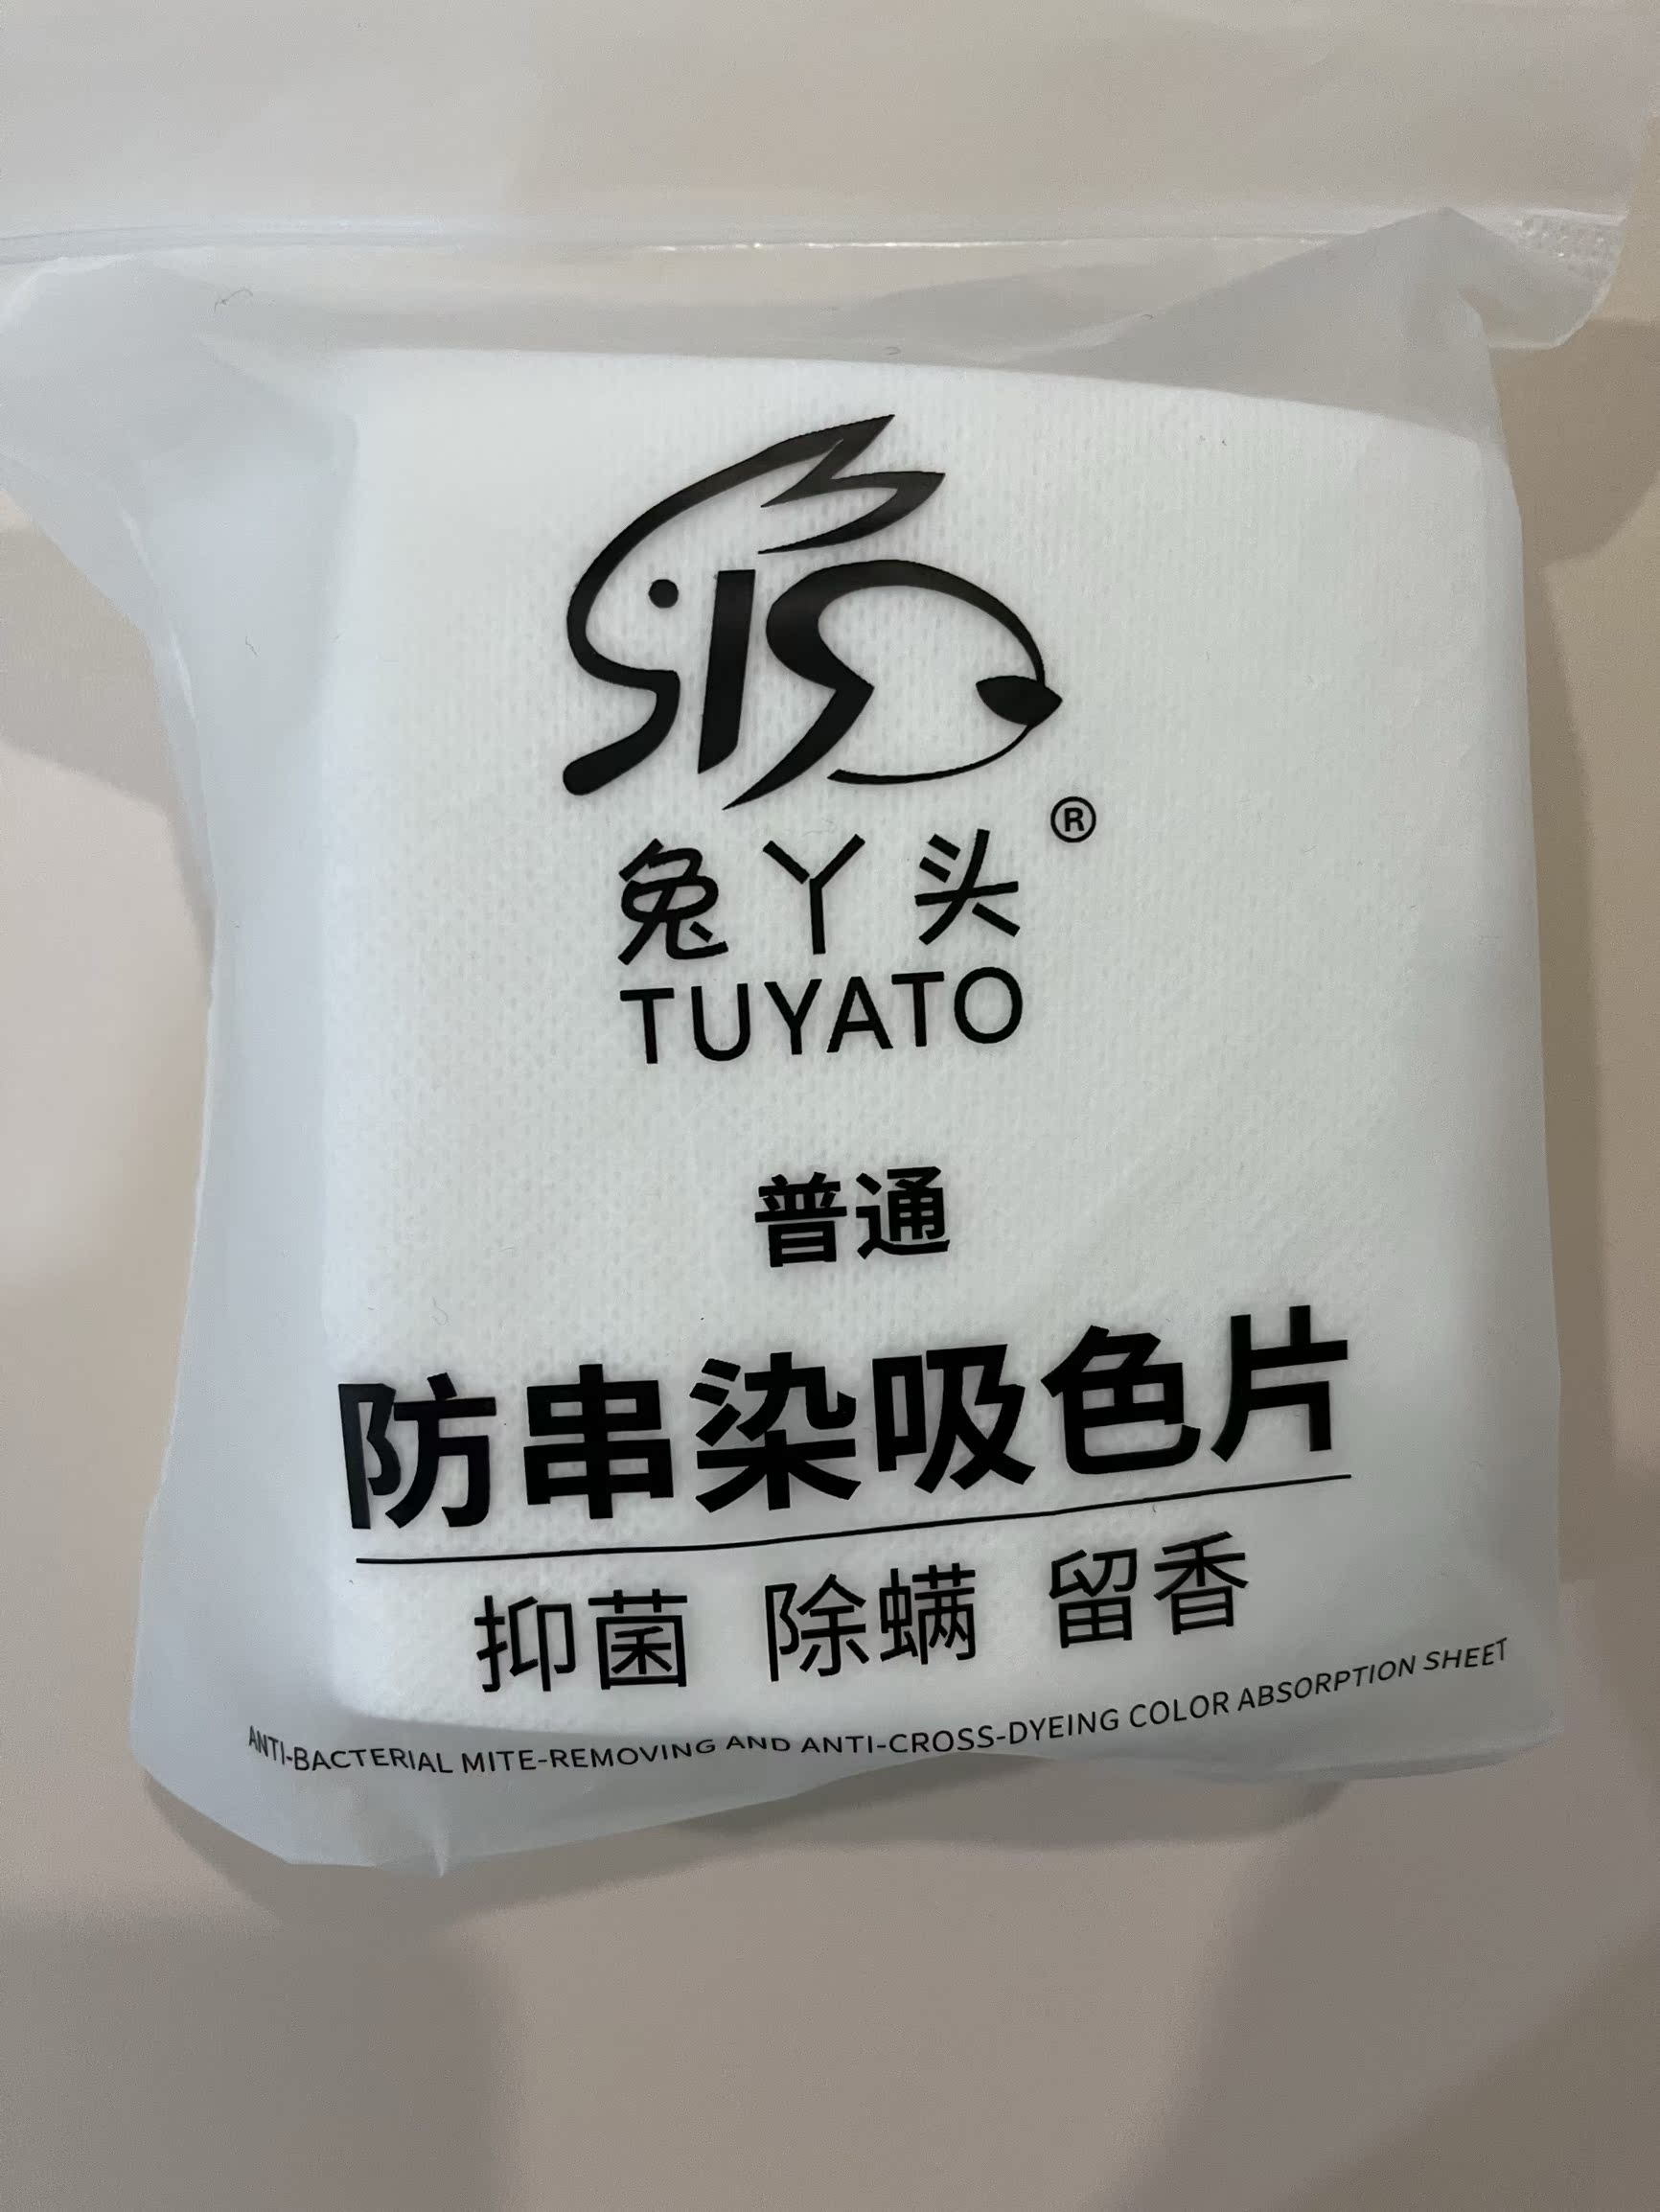 兔丫头®
TUYATO
普通
防串染吸色片
抑菌 除螨 留香
ANTI-BACTERIAL MITE-REMOVING AND ANTI-CROSS-DYEING COLOR ABSORPTION SHEET